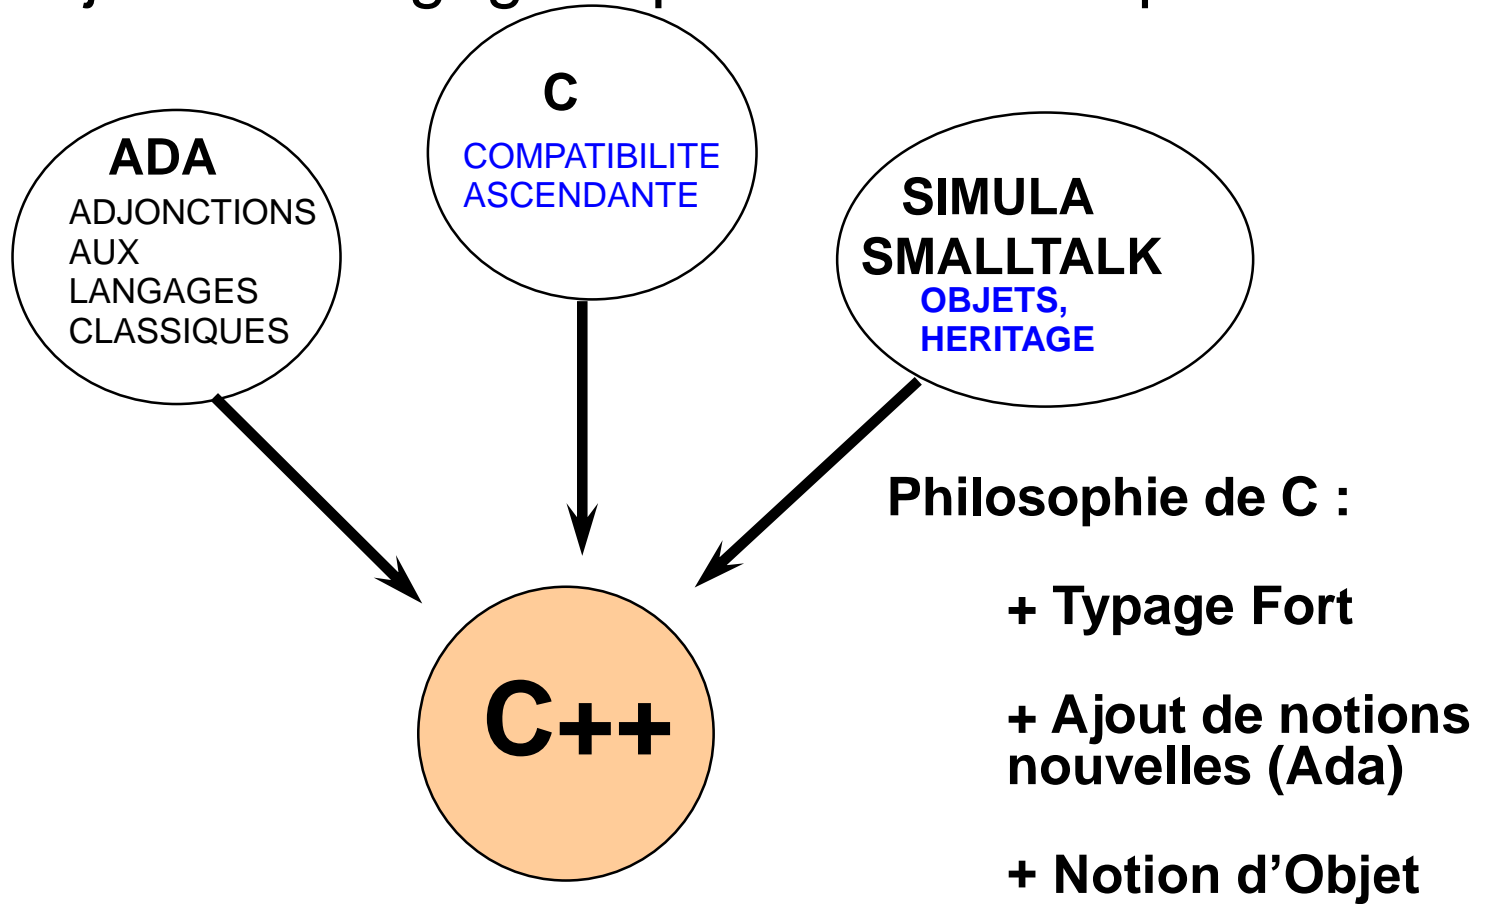 C
COMPATIBILITE
ASCENDANTE
ADA
ADJONCTIONS
AUX
LANGAGES
CLASSIQUES
SIMULA
SMALLTALK
OBJETS,
HERITAGE
Philosophie de C :
+ Typage Fort
+ Ajout de notions
nouvelles (Ada)
+ Notion d’Objet
C++